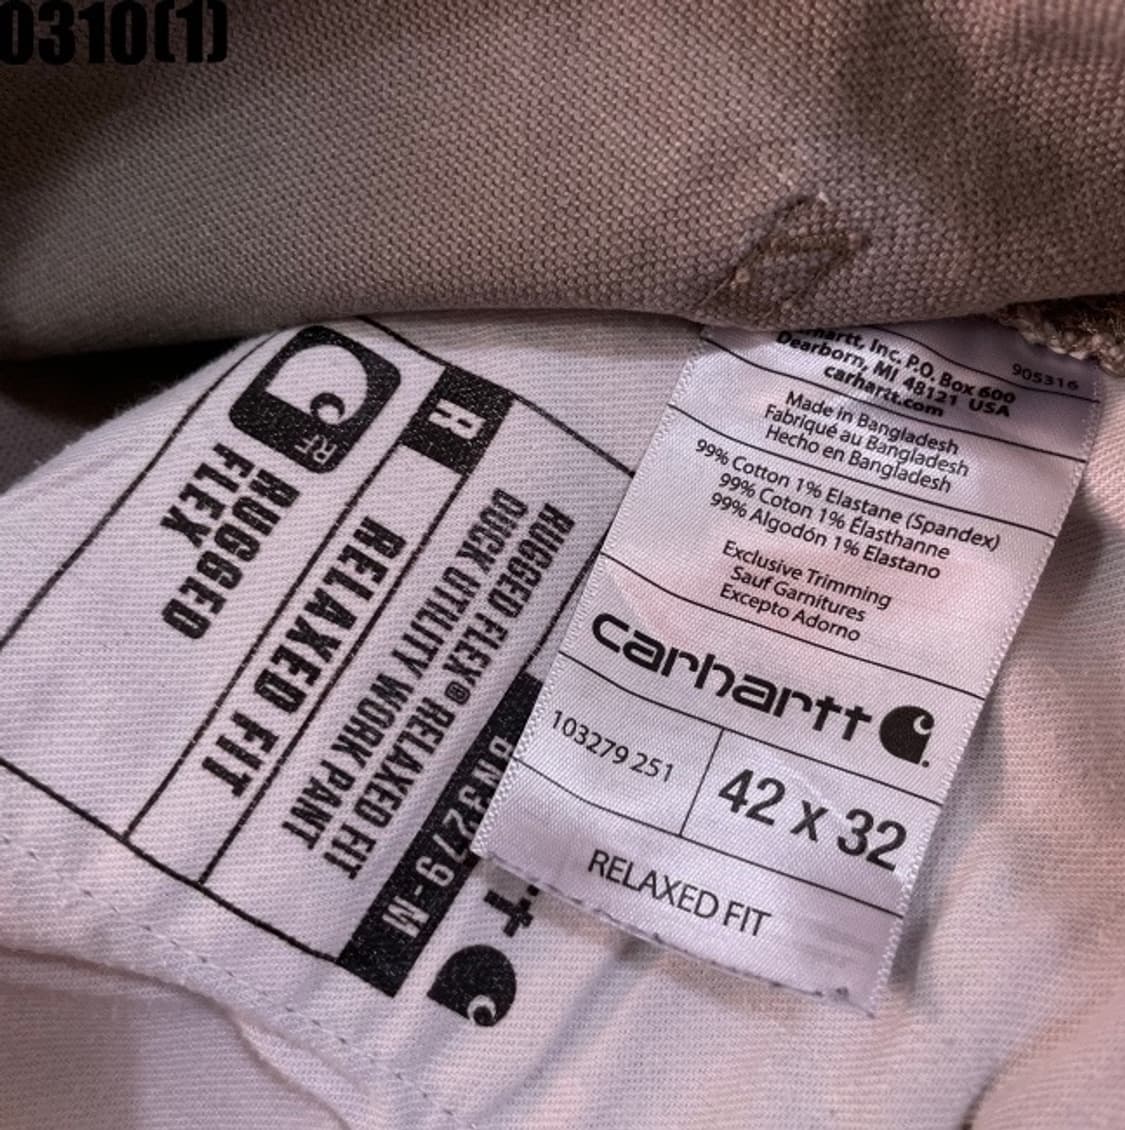 0310(1)
RF
RUGGED
FLEX
R
RELAXED FIT
RUGGED FLEX® RELAXED FIT
DUCK UTILITY WORK PANT
BN3279-M
hartt, Inc. P.O. Box 600
Dearborn, MI 48121 USA
carhartt.com
905316
Made in Bangladesh
Fabriqué au Bangladesh
Hecho en Bangladesh
99% Cotton 1% Elastane (Spandex)
99% Coton 1% Élasthanne
99% Algodón 1% Elastano
Exclusive Trimming
Sauf Garnitures
Excepto Adorno
carhartt
103279 251
42 x 32
RELAXED FIT